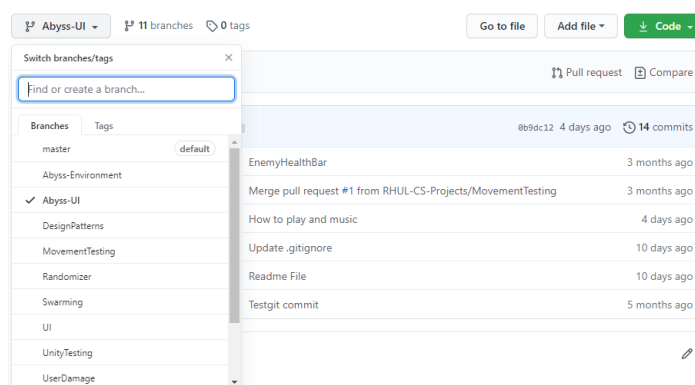 Abyss-UI 11 branches 0 tags Go to file Add file Code
Switch branches/tags
Find or create a branch...
Pull request Compare
Branches Tags
0b9dc12 4 days ago 14 commits
master default
EnemyHealthBar 3 months ago
Abyss-Environment
Merge pull request #1 from RHUL-CS-Projects/MovementTesting 3 months ago
Abyss-UI
How to play and music 4 days ago
DesignPatterns
Update .gitignore 10 days ago
MovementTesting
Randomizer
Readme File 10 days ago
Swarming
Testgit commit 5 months ago
UI
UnityTesting
UserDamage